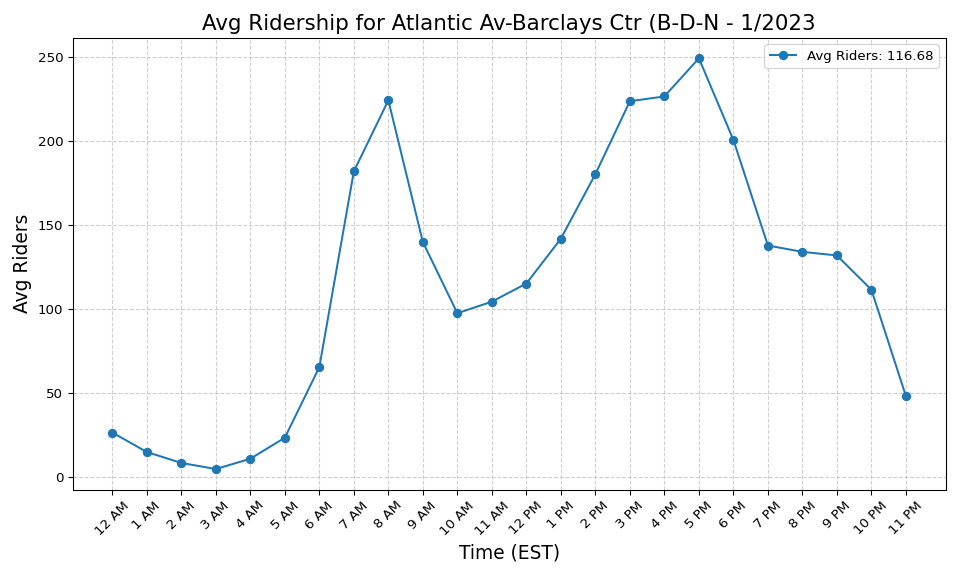 Avg Ridership for Atlantic Av-Barclays Ctr (B-D-N - 1/2023
Avg Riders: 116.68
Avg Riders
250
200
150
100
50
0
12 AM
1 AM
2 AM
3 AM
4 AM
5 AM
6 AM
7 AM
8 AM
9 AM
10 AM
11 AM
12 PM
1 PM
2 PM
3 PM
4 PM
5 PM
6 PM
7 PM
8 PM
9 PM
10 PM
11 PM
Time (EST)